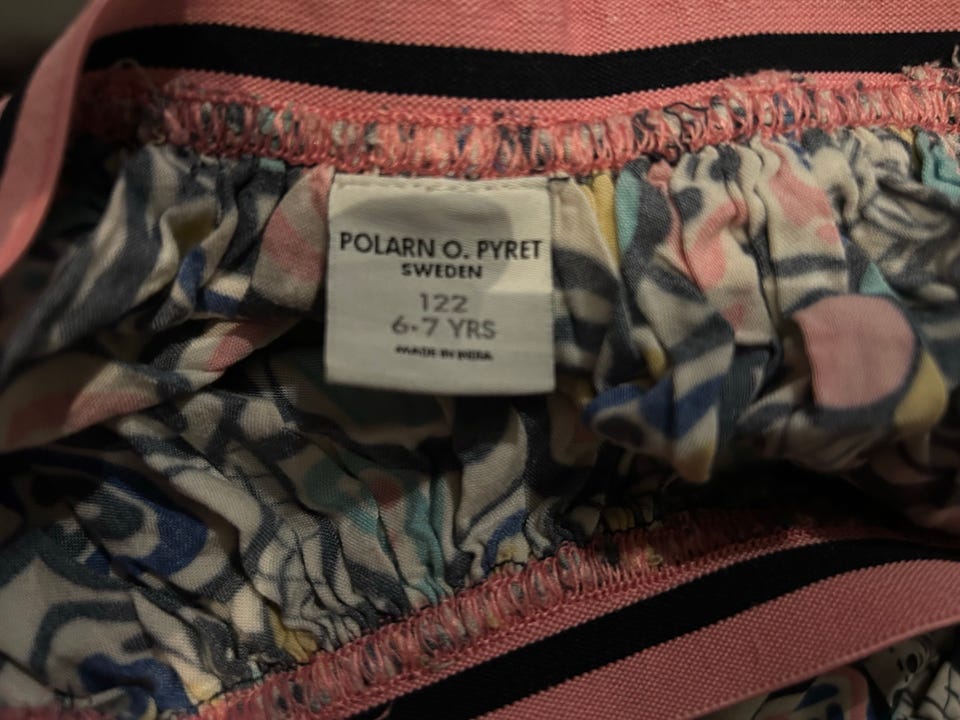 POLARN O. PYRET
SWEDEN
122
6-7 YRS
MADE IN INDIA